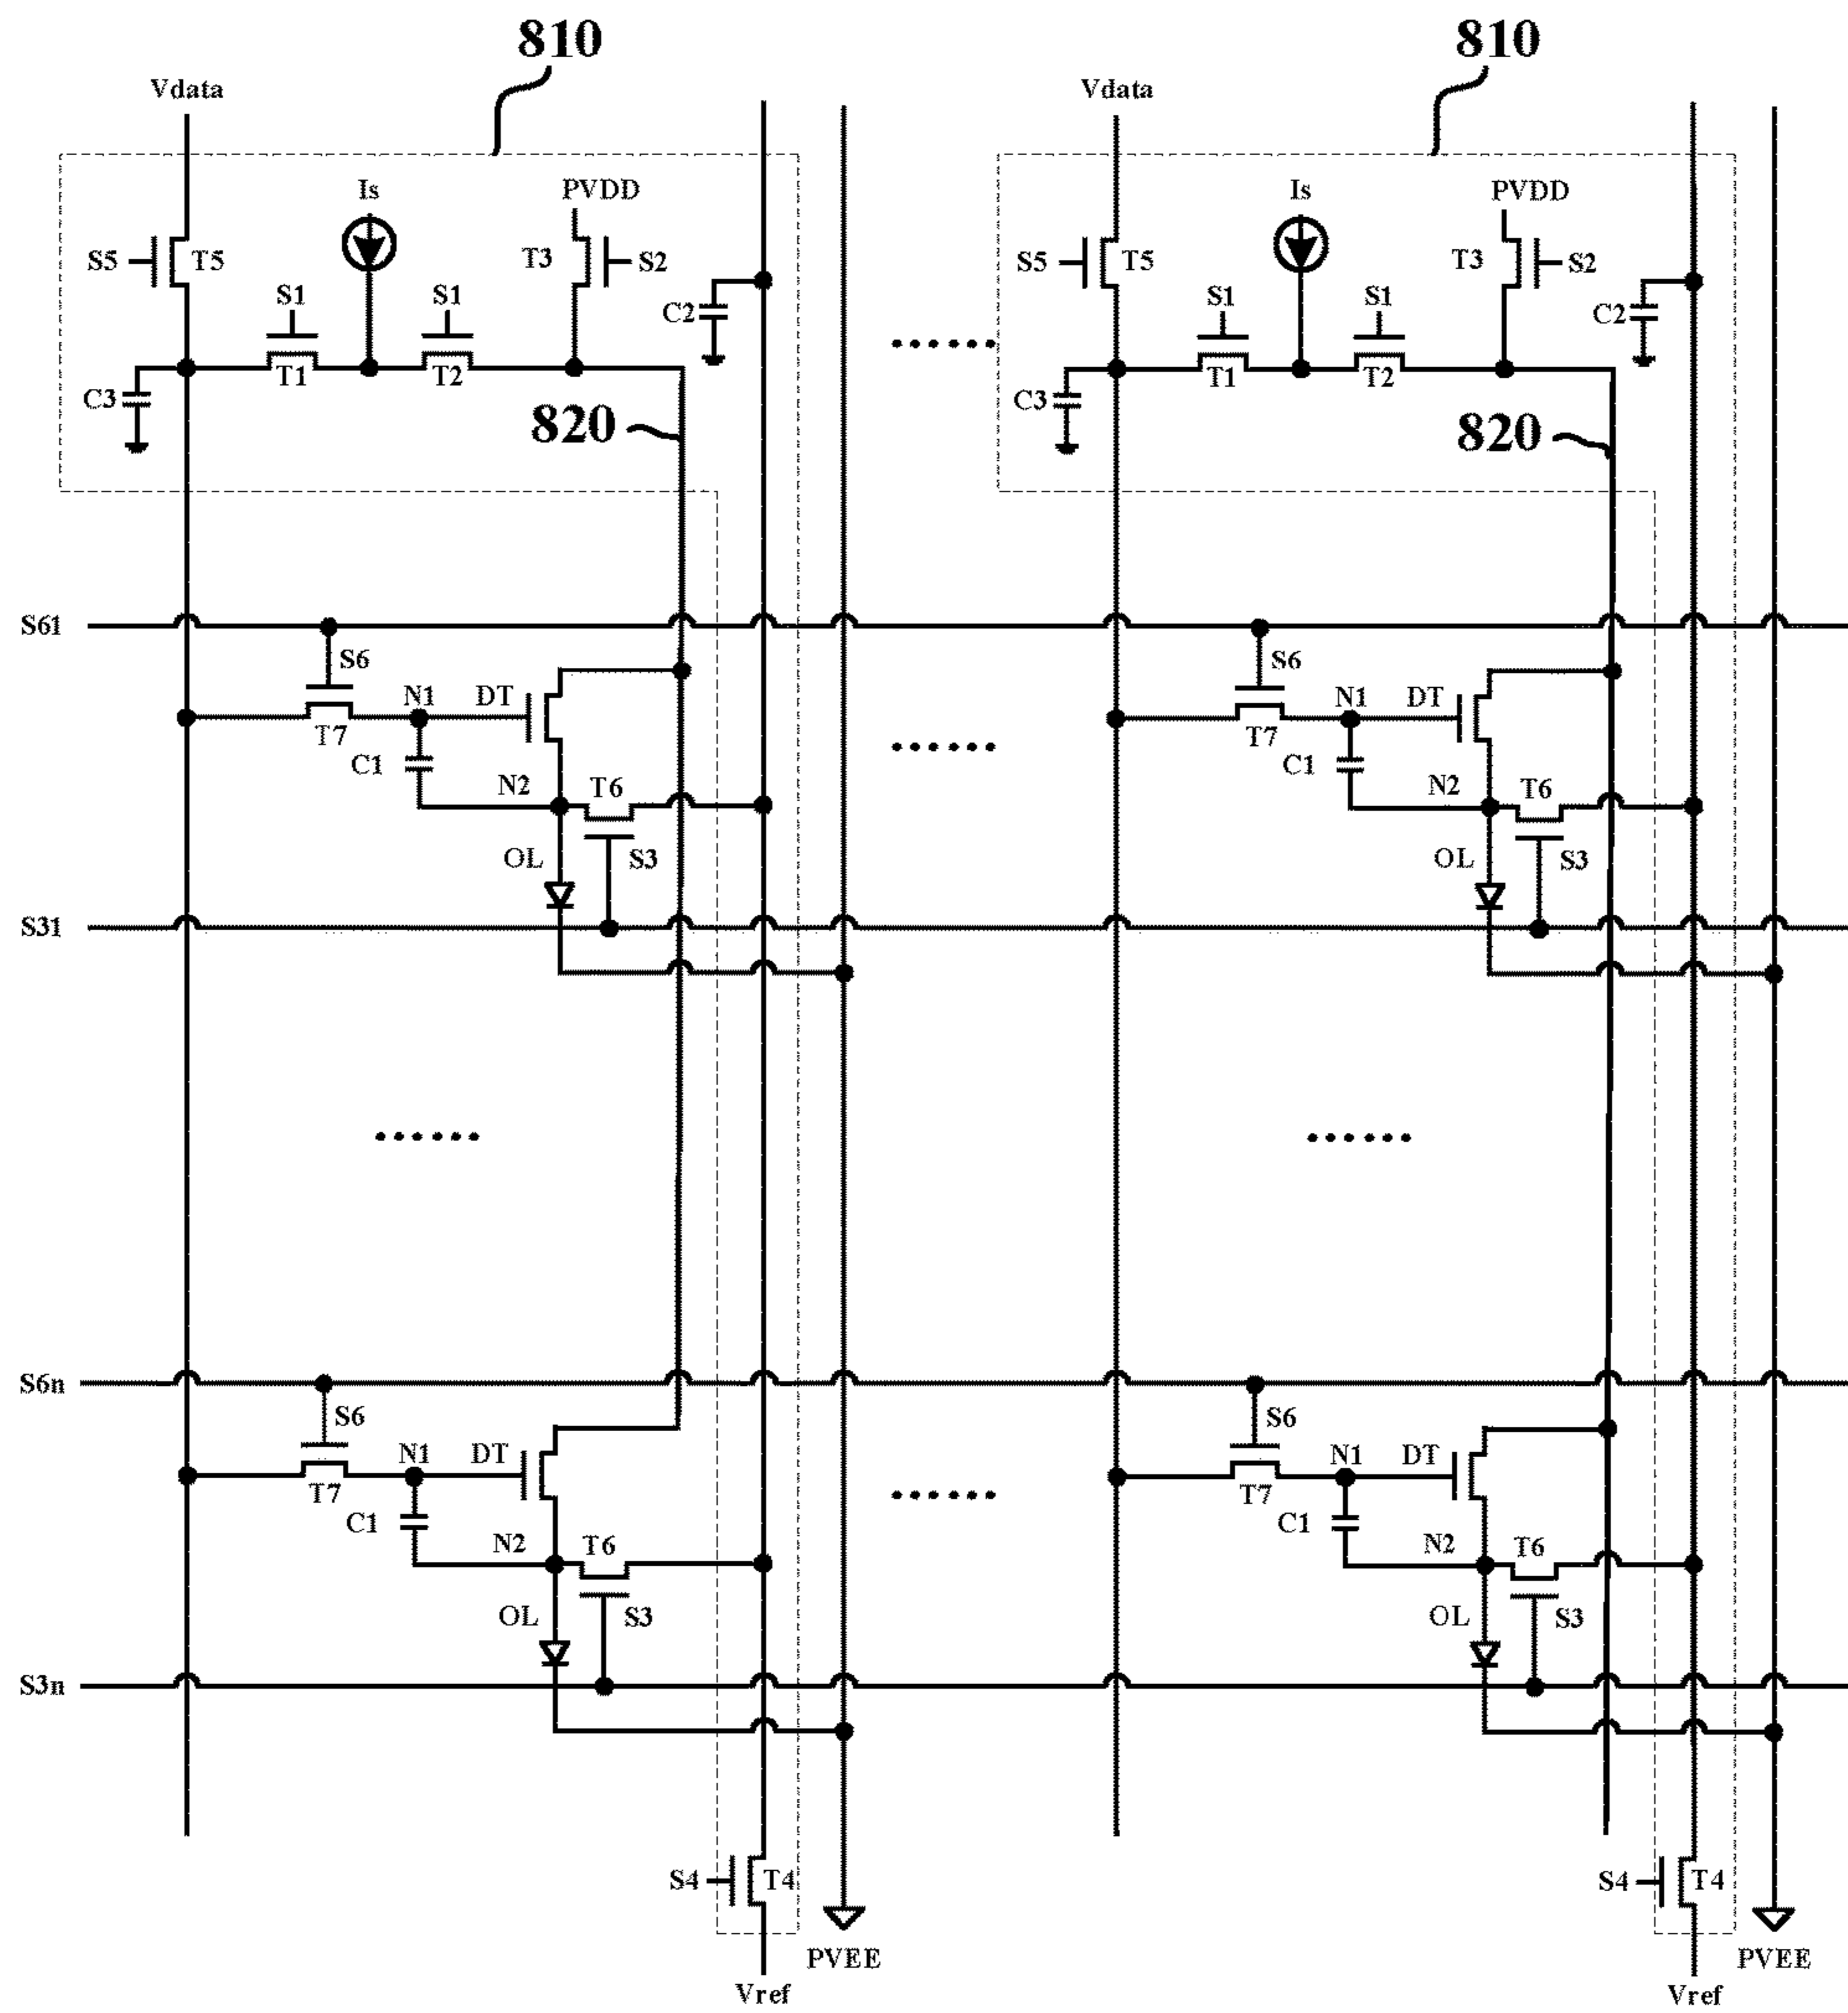 810 810
Vdata Vdata
Is PVDD Is PVDD
S5 T5 T3 S2 S5 T5 T3 S2
S1 S1 C2 S1 S1 C2
T1 T2 T1 T2
C3 C3
820 820
S61
S6 S6
N1 DT N1 DT
T7 T7
C1 C1
N2 T6 N2 T6
OL S3 OL S3
S31
S6n
S6 S6
N1 DT N1 DT
T7 T7
C1 C1
N2 T6 N2 T6
OL S3 OL S3
S3n
S4 T4 S4 T4
PVEE PVEE
Vref Vref